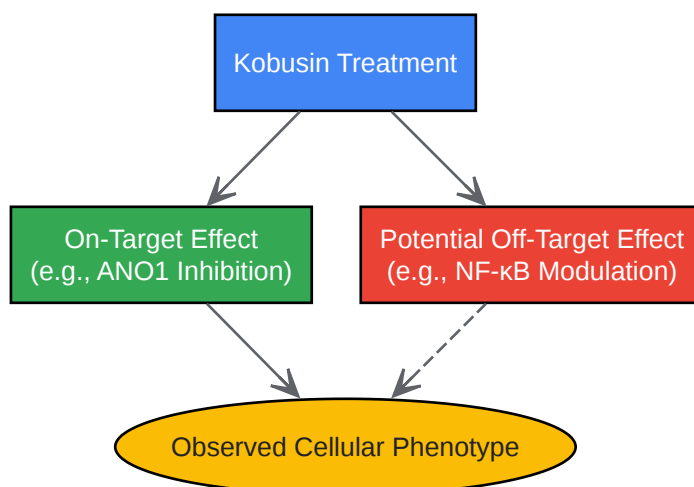 Kobusin Treatment
On-Target Effect
(e.g., ANO1 Inhibition)
Potential Off-Target Effect
(e.g., NF-κB Modulation)
Observed Cellular Phenotype